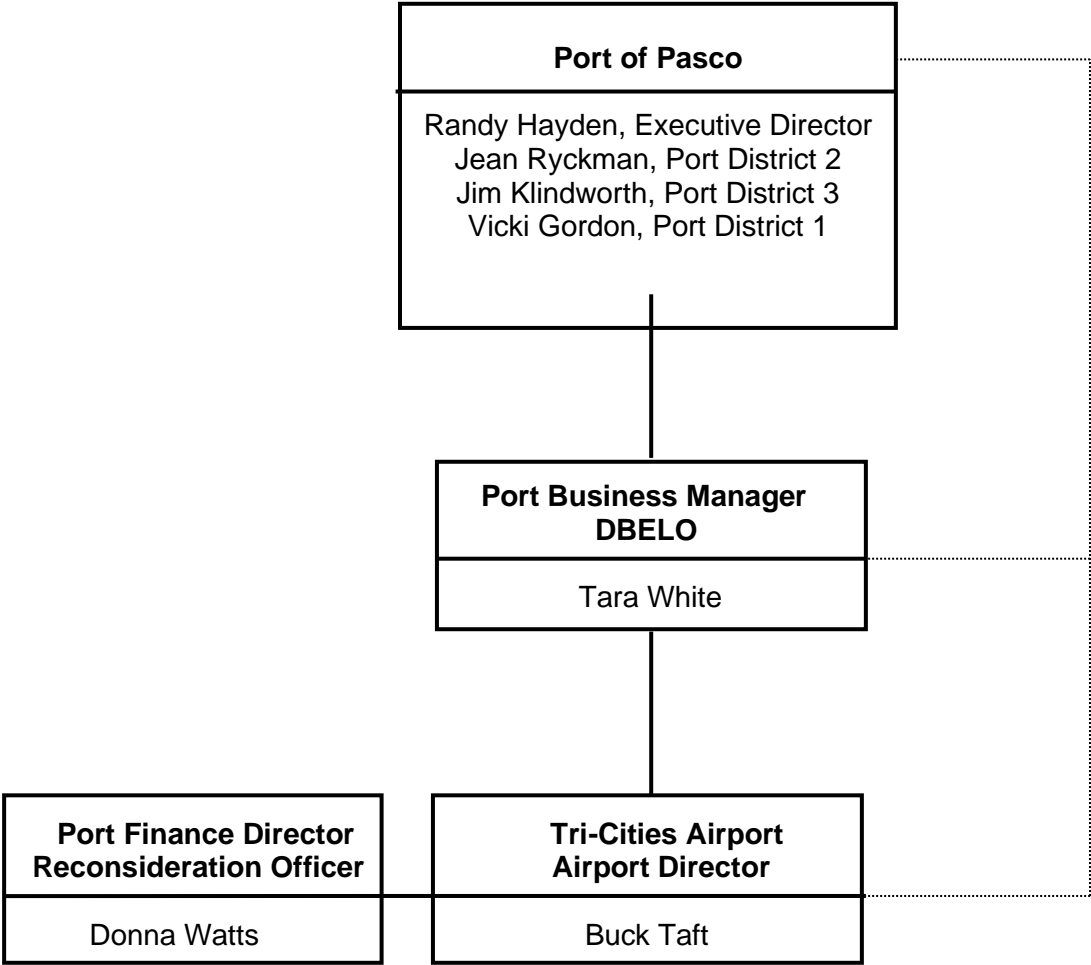 Port of Pasco
Randy Hayden, Executive Director
Jean Ryckman, Port District 2
Jim Klindworth, Port District 3
Vicki Gordon, Port District 1
Port Business Manager
DBELO
Tara White
Port Finance Director
Reconsideration Officer
Donna Watts
Tri-Cities Airport
Airport Director
Buck Taft